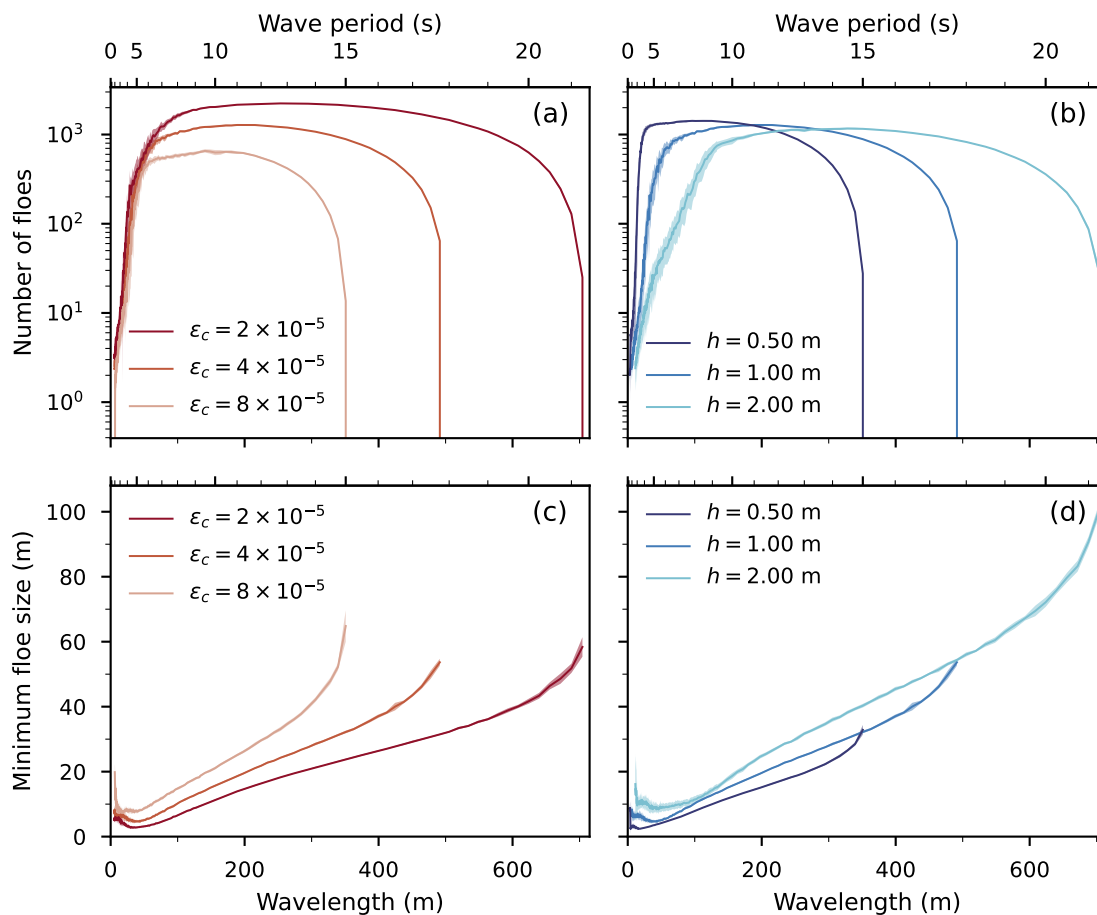 Wave period (s) Wave period (s)
0 5 10 15 20 0 5 10 15 20
(a) (b)
Number of floes
10³ 10³
10² 10²
10¹ 10¹
10⁰ 10⁰
ε_c = 2 × 10⁻⁵
ε_c = 4 × 10⁻⁵
ε_c = 8 × 10⁻⁵
h = 0.50 m
h = 1.00 m
h = 2.00 m
(c) (d)
Minimum floe size (m)
100
80
60
40
20
0
ε_c = 2 × 10⁻⁵
ε_c = 4 × 10⁻⁵
ε_c = 8 × 10⁻⁵
h = 0.50 m
h = 1.00 m
h = 2.00 m
0 200 400 600 0 200 400 600
Wavelength (m) Wavelength (m)